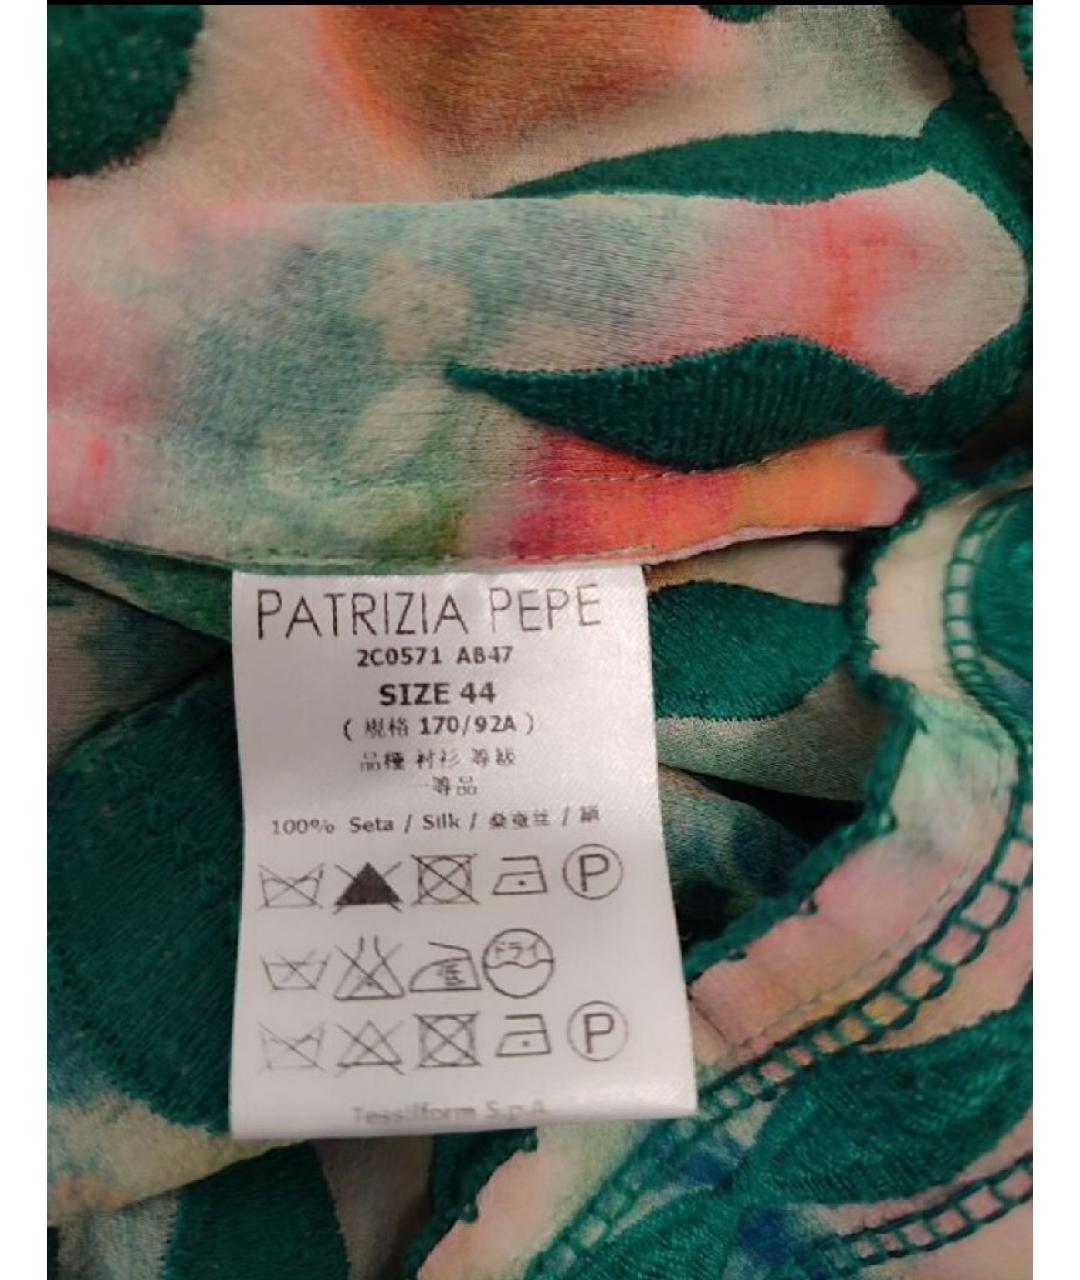 PATRIZIA PEPE
2C0571 AB47
SIZE 44
( 規格 170/92A )
品種 衬衫 等級
一等品
100% Seta / Silk / 桑蚕丝 / 絹
P
ドライ
低
P
Tessilform S.p.A.